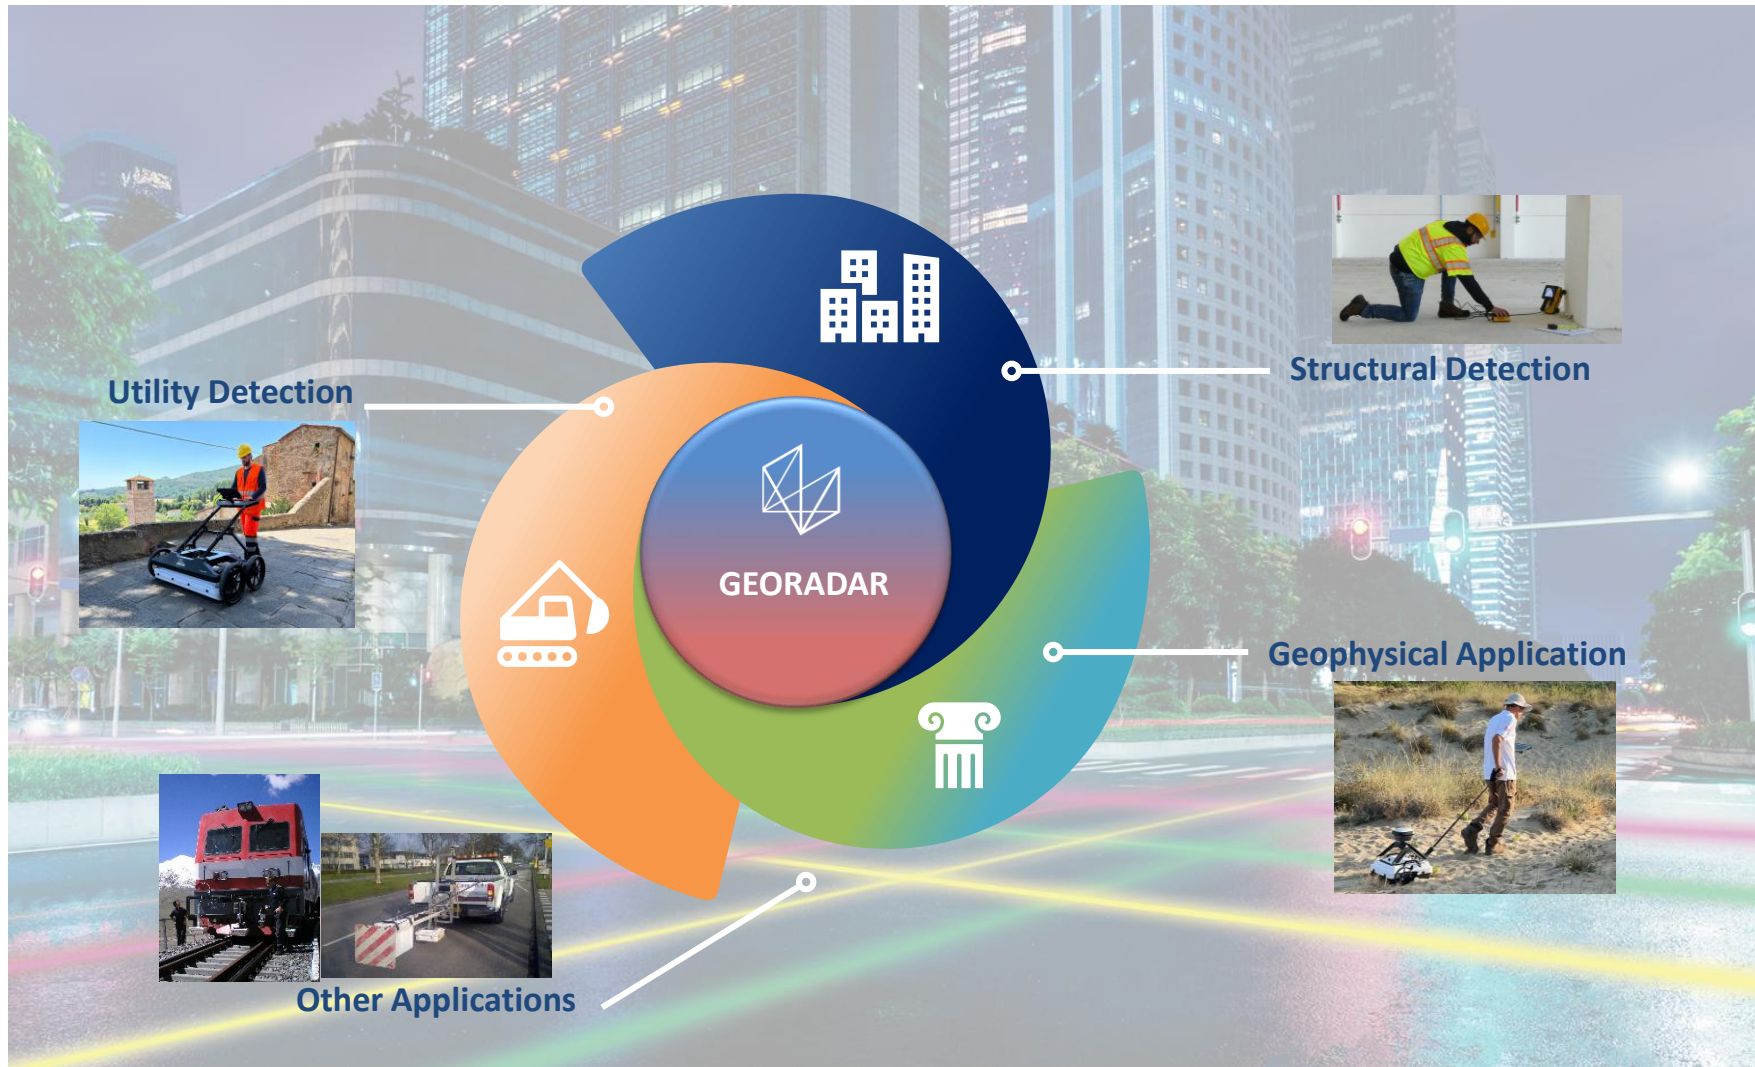 Structural Detection
Utility Detection
GEORADAR
Geophysical Application
Other Applications